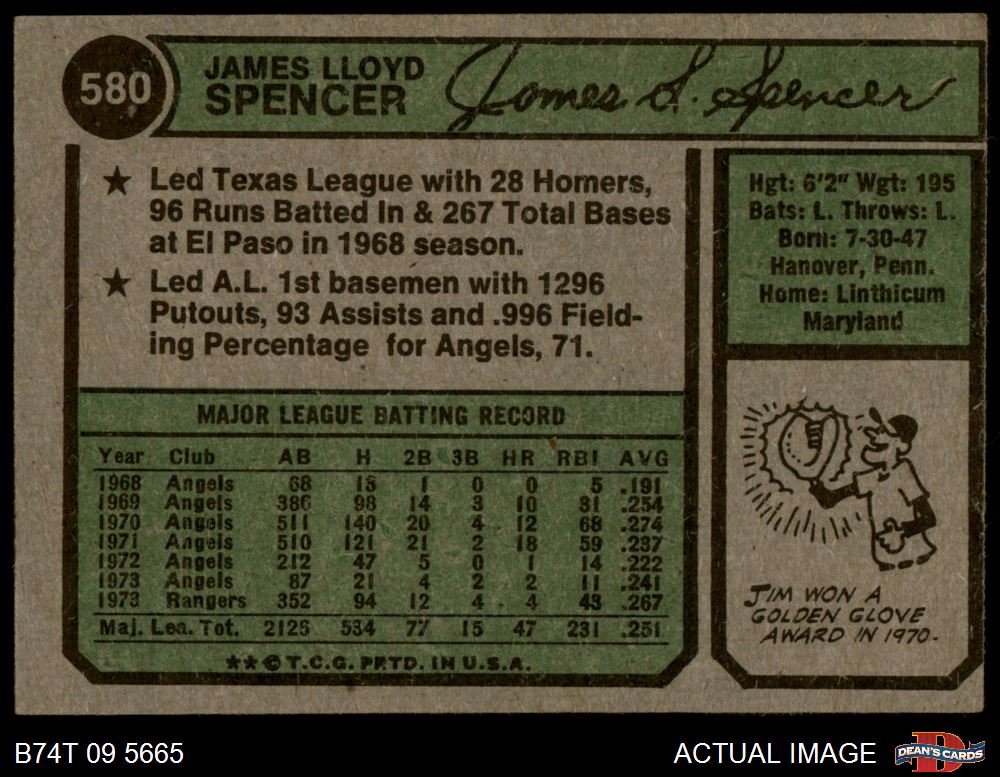 580
JAMES LLOYD
SPENCER
James L. Spencer
★ Led Texas League with 28 Homers,
96 Runs Batted In & 267 Total Bases
at El Paso in 1968 season.
★ Led A.L. 1st basemen with 1296
Putouts, 93 Assists and .996 Field-
ing Percentage for Angels, 71.
MAJOR LEAGUE BATTING RECORD
Year Club AB H 2B 3B HR RBI AVG
1968 Angels 68 13 1 0 0 5 .191
1969 Angels 386 98 14 3 10 31 .254
1970 Angels 511 140 20 4 12 68 .274
1971 Angels 510 121 21 2 18 59 .237
1972 Angels 212 47 5 0 1 14 .222
1973 Angels 87 21 4 2 2 11 .241
1973 Rangers 352 94 12 4 4 43 .267
Maj. Lea. Tot. 2126 534 77 15 47 231 .251
★★© T.C.G. PRTD. IN U.S.A.
Hgt: 6'2" Wgt: 195
Bats: L. Throws: L.
Born: 7-30-47
Hanover, Penn.
Home: Linthicum
Maryland
JIM WON A
GOLDEN GLOVE
AWARD IN 1970.
B74T 09 5665
ACTUAL IMAGE
D
DEAN'S CARDS